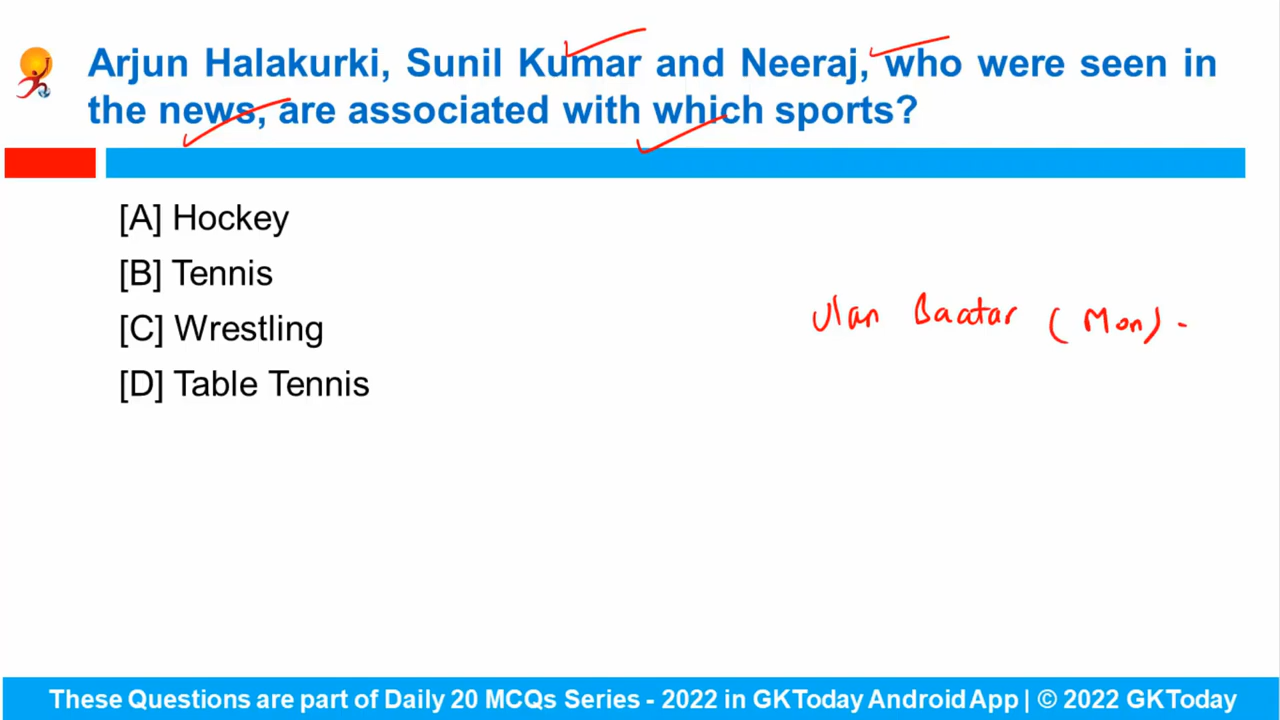 Arjun Halakurki, Sunil Kumar and Neeraj, who were seen in
the news, are associated with which sports?
[A] Hockey
[B] Tennis
[C] Wrestling
[D] Table Tennis
Ulan Baatar (Mon) -
These Questions are part of Daily 20 MCQs Series - 2022 in GKToday Android App | © 2022 GKToday